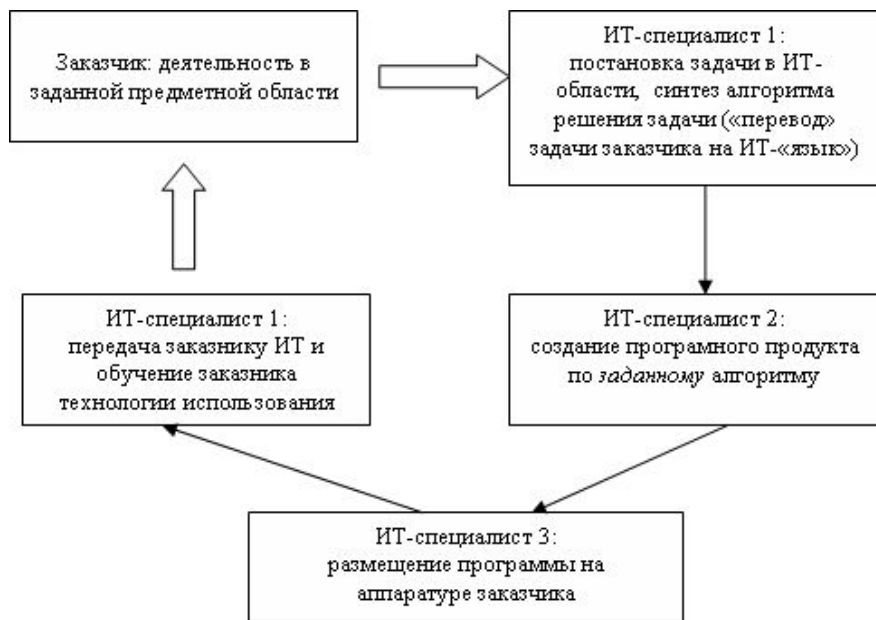 Заказчик: деятельность в
заданной предметной области
ИТ-специалист 1:
постановка задачи в ИТ-
области, синтез алгоритма
решения задачи («перевод»
задачи заказчика на ИТ-«язык»)
ИТ-специалист 2:
создание програмного продукта
по заданному алгоритму
ИТ-специалист 3:
размещение программы на
аппаратуре заказчика
ИТ-специалист 1:
передача заказнику ИТ и
обучение заказника
технологии использования